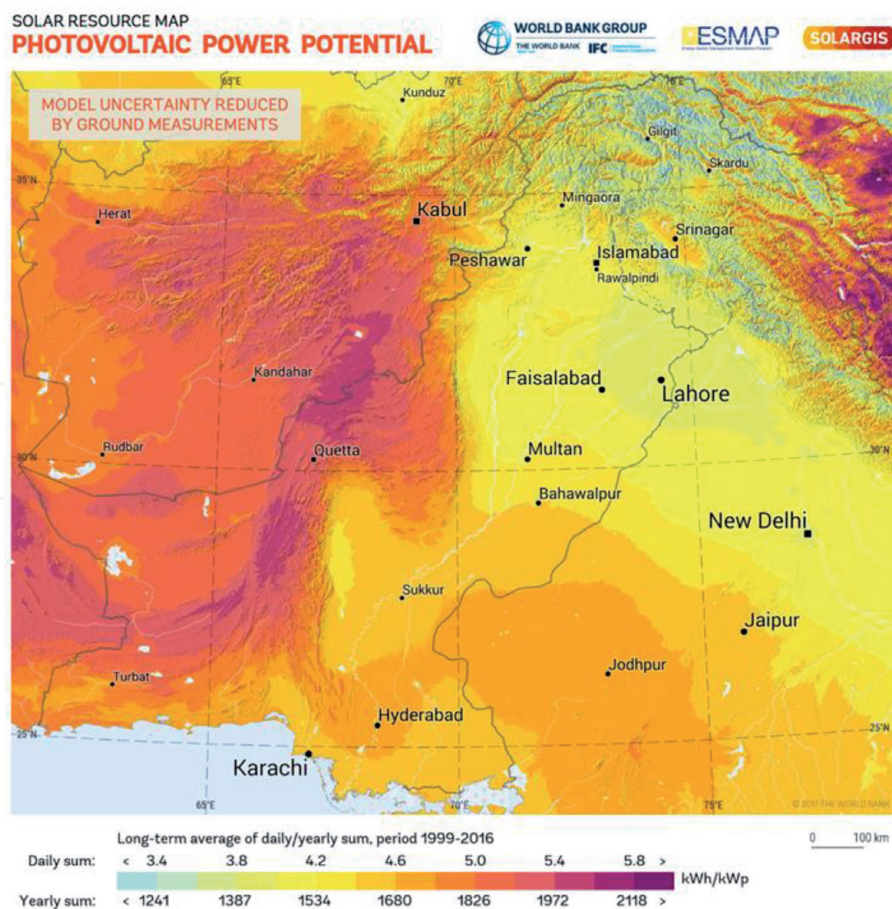 SOLAR RESOURCE MAP
PHOTOVOLTAIC POWER POTENTIAL
WORLD BANK GROUP
THE WORLD BANK
IFC
ESMAP
SOLARGIS
65°E
70°E
75°E
MODEL UNCERTAINTY REDUCED
BY GROUND MEASUREMENTS
Kunduz
Gilgit
Skardu
35°N
35°N
Mingaora
Herat
Kabul
Srinagar
Peshawar
Islamabad
Rawalpindi
Kandahar
Faisalabad
Lahore
Rudbar
Quetta
Multan
30°N
30°N
Bahawalpur
New Delhi
Sukkur
Jaipur
Turbat
Jodhpur
Hyderabad
25°N
25°N
Karachi
65°E
70°E
75°E
© 2017 THE WORLD BANK
Long-term average of daily/yearly sum, period 1999-2016
0 100 km
Daily sum: < 3.4 3.8 4.2 4.6 5.0 5.4 5.8 >
kWh/kWp
Yearly sum: < 1241 1387 1534 1680 1826 1972 2118 >